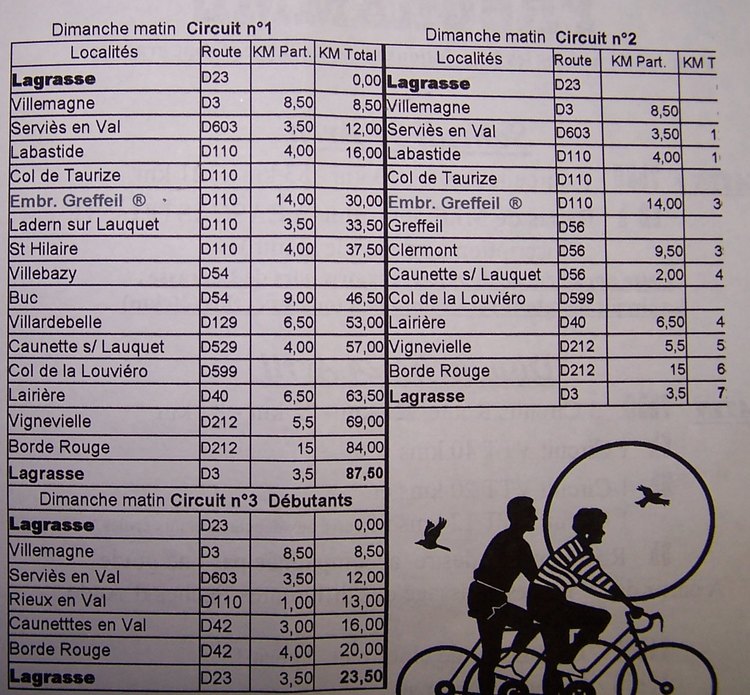 Dimanche matin Circuit n°1
Localités Route KM Part. KM Total
Lagrasse D23 0,00
Villemagne D3 8,50 8,50
Serviès en Val D603 3,50 12,00
Labastide D110 4,00 16,00
Col de Taurize D110
Embr. Greffeil ® D110 14,00 30,00
Ladern sur Lauquet D110 3,50 33,50
St Hilaire D110 4,00 37,50
Villebazy D54
Buc D54 9,00 46,50
Villardebelle D129 6,50 53,00
Caunette s/ Lauquet D529 4,00 57,00
Col de la Louviéro D599
Lairière D40 6,50 63,50
Vignevielle D212 5,5 69,00
Borde Rouge D212 15 84,00
Lagrasse D3 3,5 87,50
Dimanche matin Circuit n°3 Débutants
Lagrasse D23 0,00
Villemagne D3 8,50 8,50
Serviès en Val D603 3,50 12,00
Rieux en Val D110 1,00 13,00
Caunetttes en Val D42 3,00 16,00
Borde Rouge D42 4,00 20,00
Lagrasse D23 3,50 23,50
Dimanche matin Circuit n°2
Localités Route KM Part. KM T
Lagrasse D23
Villemagne D3 8,50
Serviès en Val D603 3,50 1
Labastide D110 4,00 1
Col de Taurize D110
Embr. Greffeil ® D110 14,00 3
Greffeil D56
Clermont D56 9,50 3
Caunette s/ Lauquet D56 2,00 4
Col de la Louviéro D599
Lairière D40 6,50 4
Vignevielle D212 5,5 5
Borde Rouge D212 15 6
Lagrasse D3 3,5 7